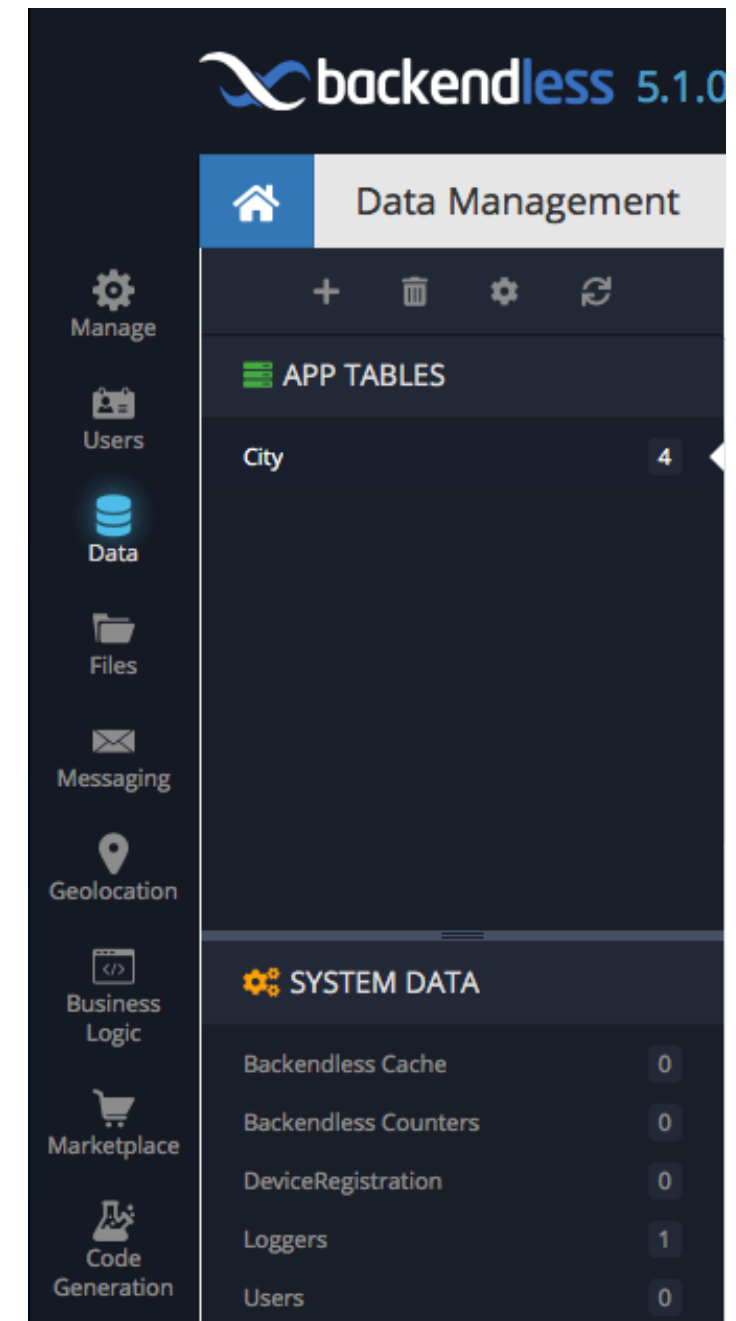 backendless 5.1.0
Data Management
Manage
Users
Data
Files
Messaging
Geolocation
Business
Logic
Marketplace
Code
Generation
APP TABLES
City 4
SYSTEM DATA
Backendless Cache 0
Backendless Counters 0
DeviceRegistration 0
Loggers 1
Users 0